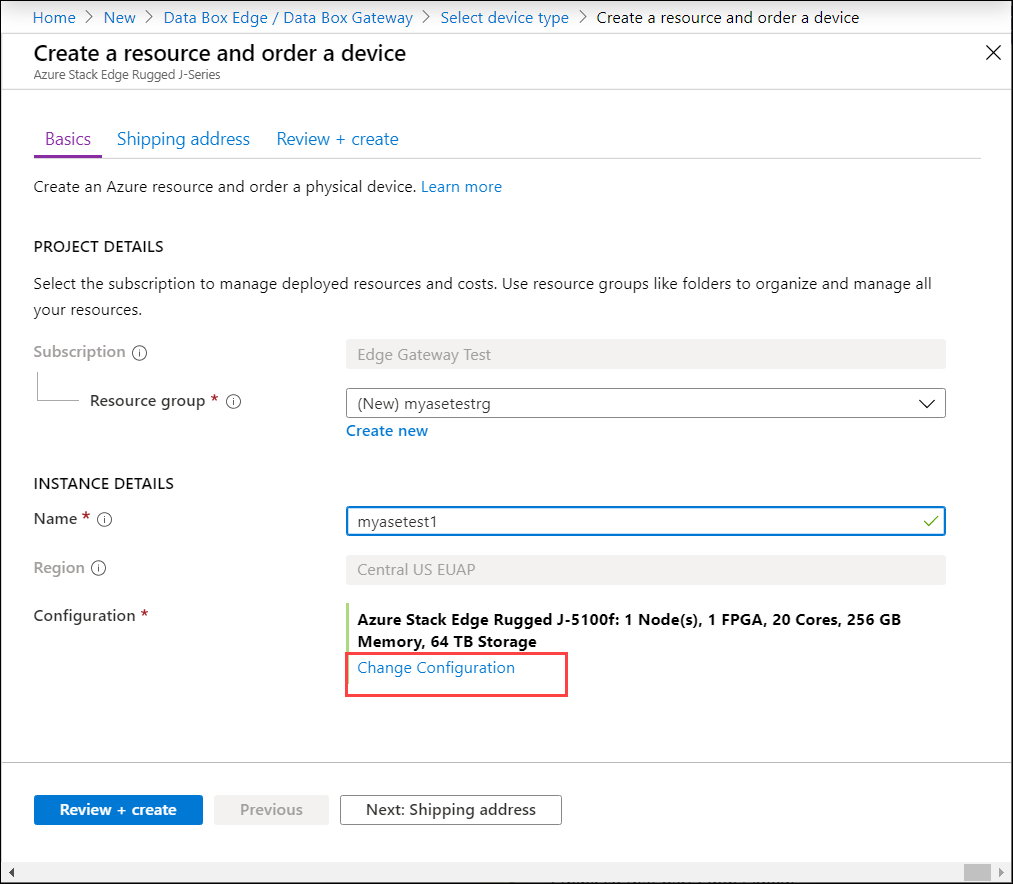 Home > New > Data Box Edge / Data Box Gateway > Select device type > Create a resource and order a device
Create a resource and order a device
Azure Stack Edge Rugged J-Series
Basics Shipping address Review + create
Create an Azure resource and order a physical device. Learn more
PROJECT DETAILS
Select the subscription to manage deployed resources and costs. Use resource groups like folders to organize and manage all
your resources.
Subscription Edge Gateway Test
Resource group * (New) myasetestrg
Create new
INSTANCE DETAILS
Name * myasetest1
Region Central US EUAP
Configuration * Azure Stack Edge Rugged J-5100f: 1 Node(s), 1 FPGA, 20 Cores, 256 GB
Memory, 64 TB Storage
Change Configuration
Review + create Previous Next: Shipping address